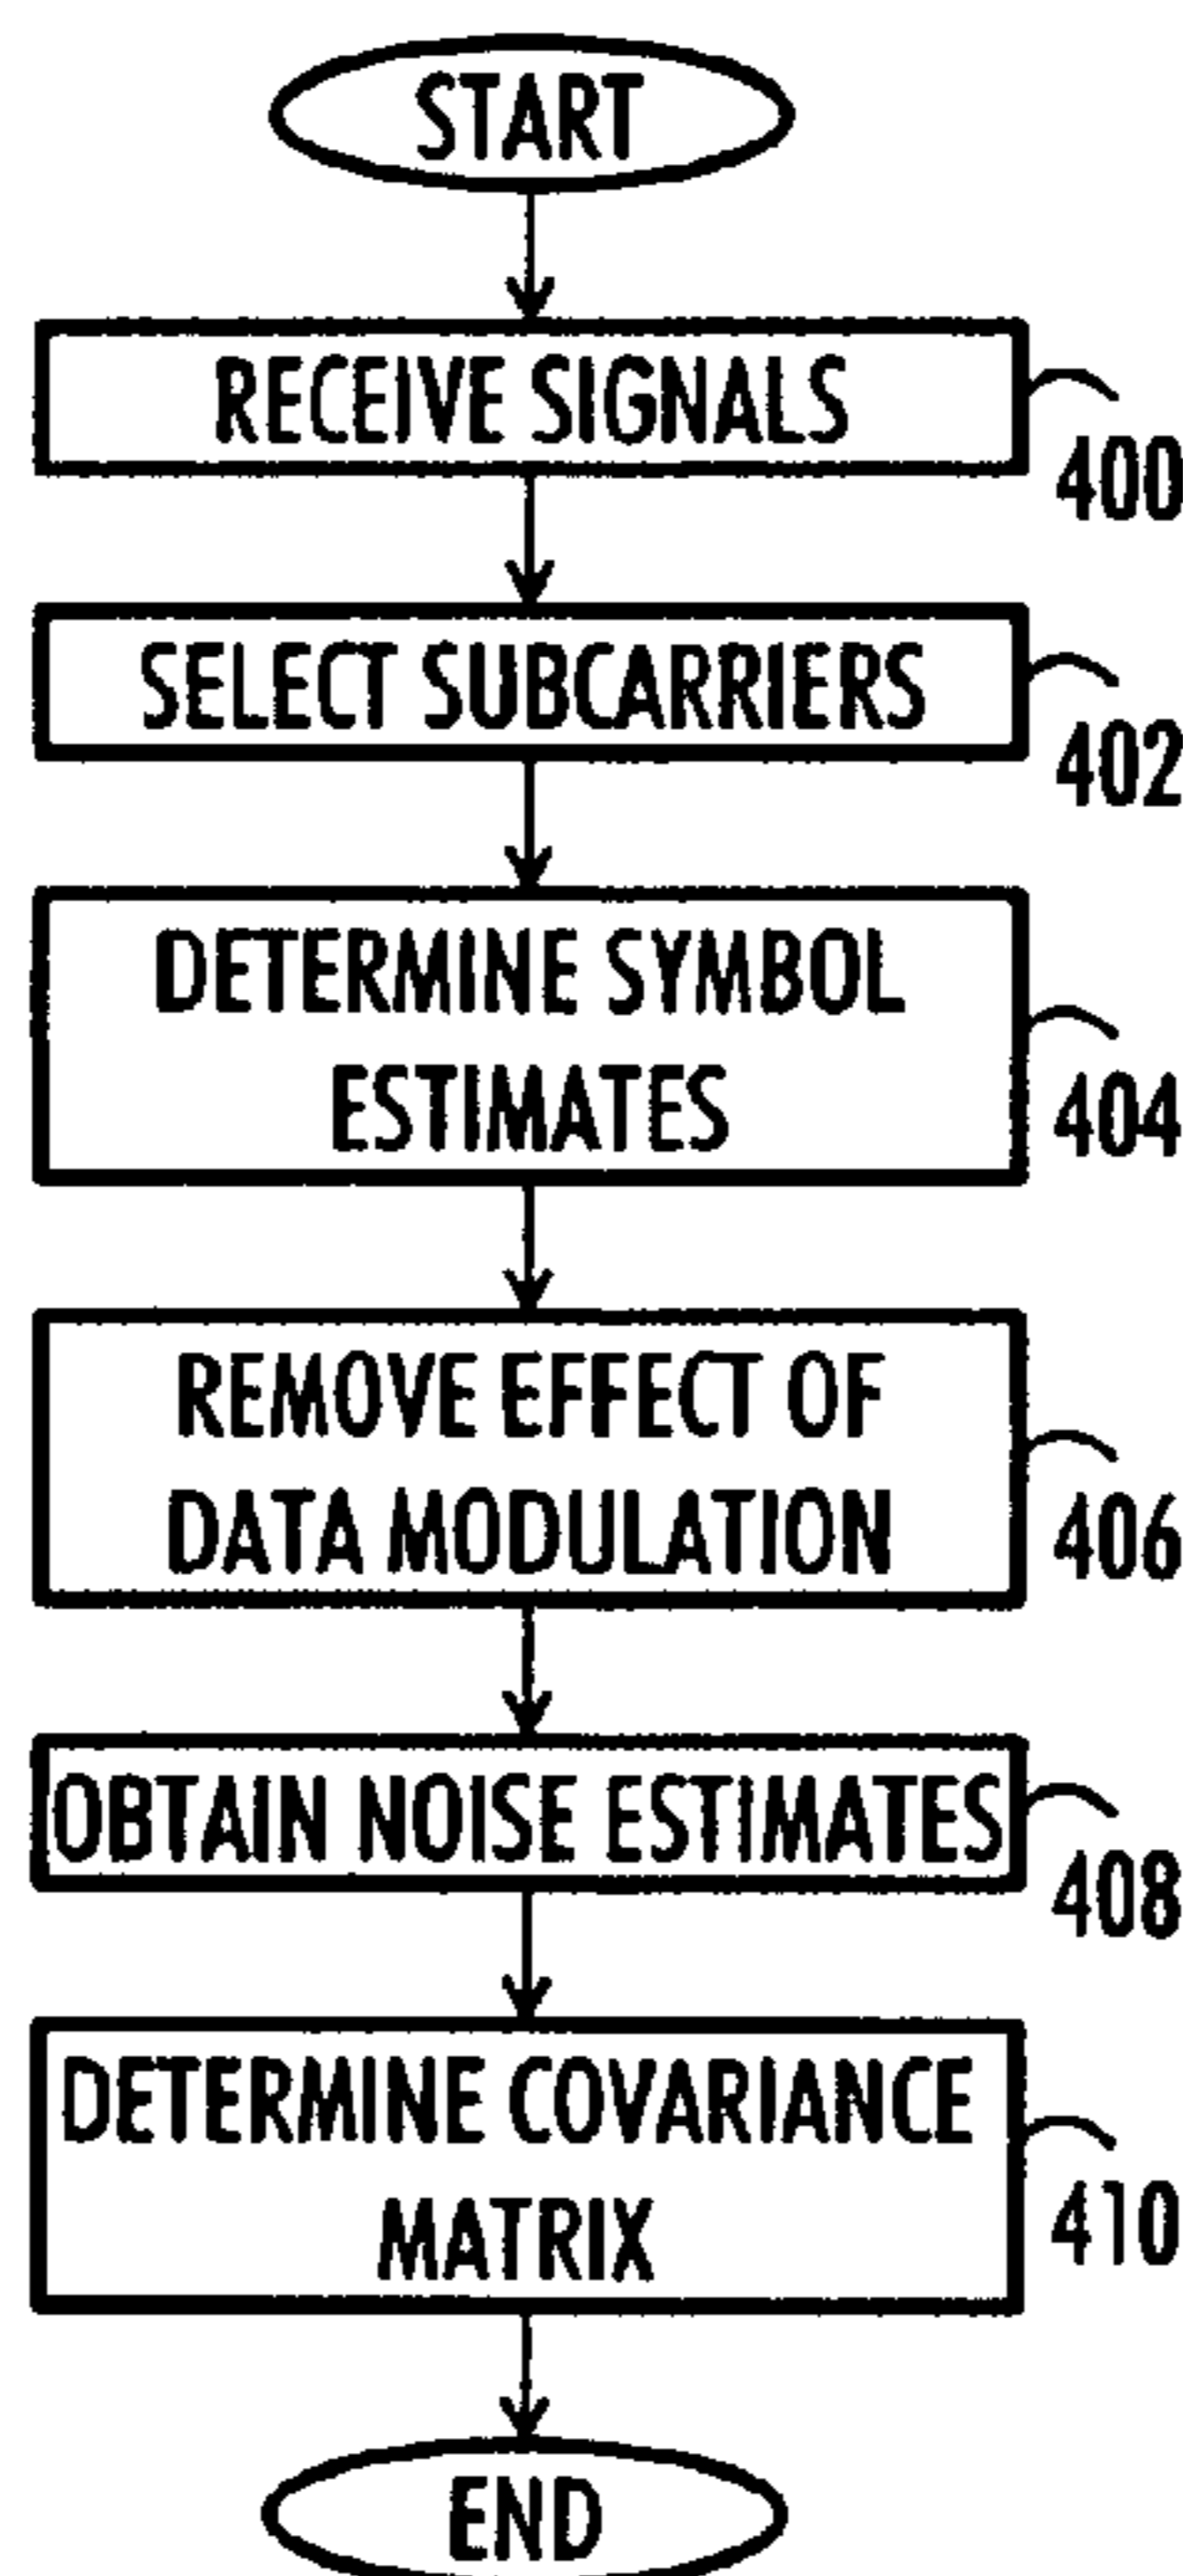 START
RECEIVE SIGNALS
400
SELECT SUBCARRIERS
402
DETERMINE SYMBOL
ESTIMATES
404
REMOVE EFFECT OF
DATA MODULATION
406
OBTAIN NOISE ESTIMATES
408
DETERMINE COVARIANCE
MATRIX
410
END